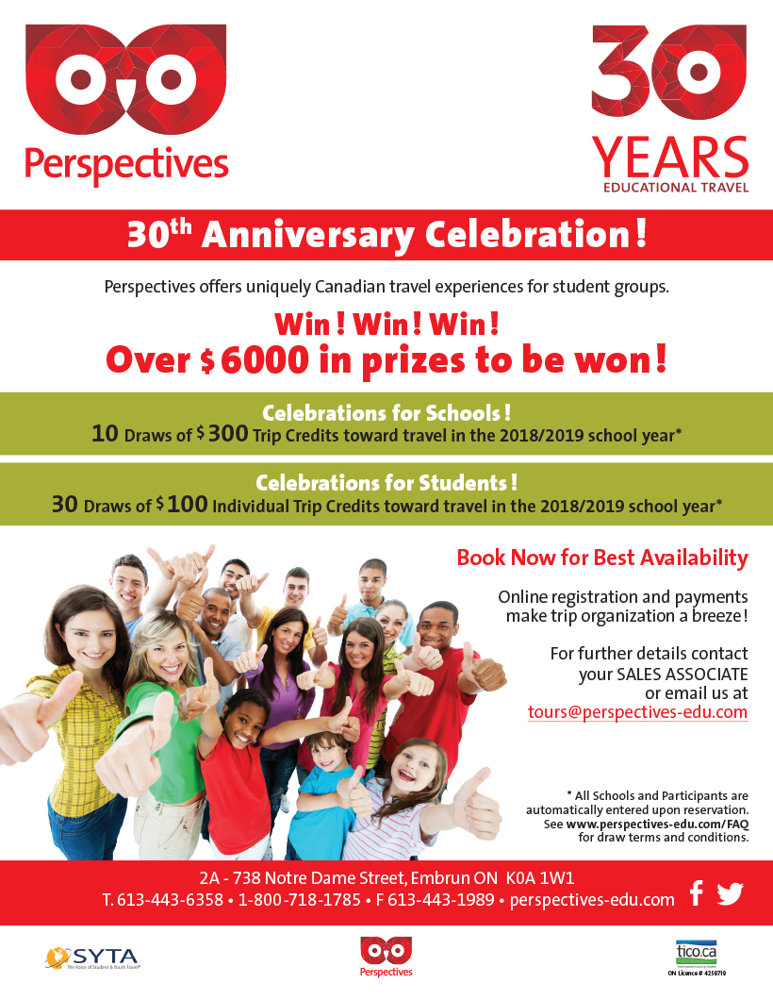 Perspectives
30
YEARS
EDUCATIONAL TRAVEL
30th Anniversary Celebration !
Perspectives offers uniquely Canadian travel experiences for student groups.
Win ! Win ! Win !
Over $ 6000 in prizes to be won !
Celebrations for Schools !
10 Draws of $ 300 Trip Credits toward travel in the 2018/2019 school year*
Celebrations for Students !
30 Draws of $ 100 Individual Trip Credits toward travel in the 2018/2019 school year*
Book Now for Best Availability
Online registration and payments
make trip organization a breeze !
For further details contact
your SALES ASSOCIATE
or email us at
tours@perspectives-edu.com
* All Schools and Participants are
automatically entered upon reservation.
See www.perspectives-edu.com/FAQ
for draw terms and conditions.
2A - 738 Notre Dame Street, Embrun ON K0A 1W1
T. 613-443-6358 • 1-800-718-1785 • F 613-443-1989 • perspectives-edu.com
SYTA
The Voice of Student & Youth Travel®
Perspectives
tico.ca
ON Licence # 4259719